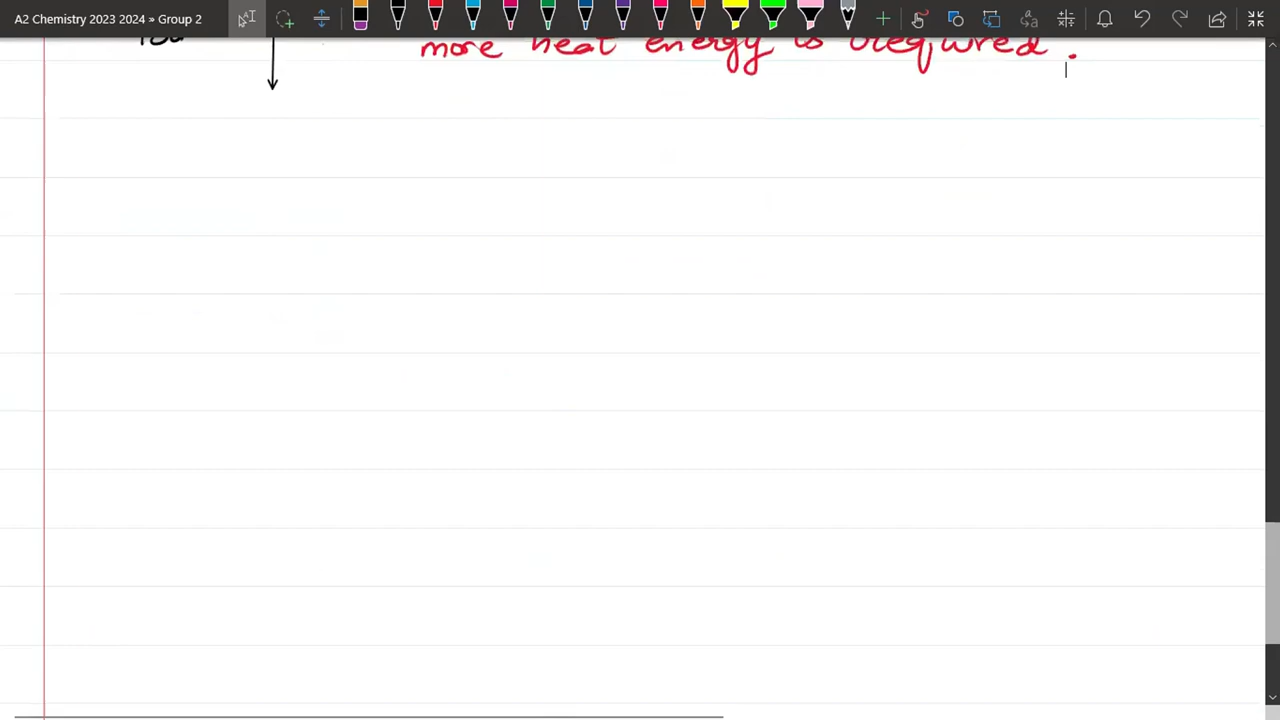 A2 Chemistry 2023 2024 » Group 2
more heat energy is required.